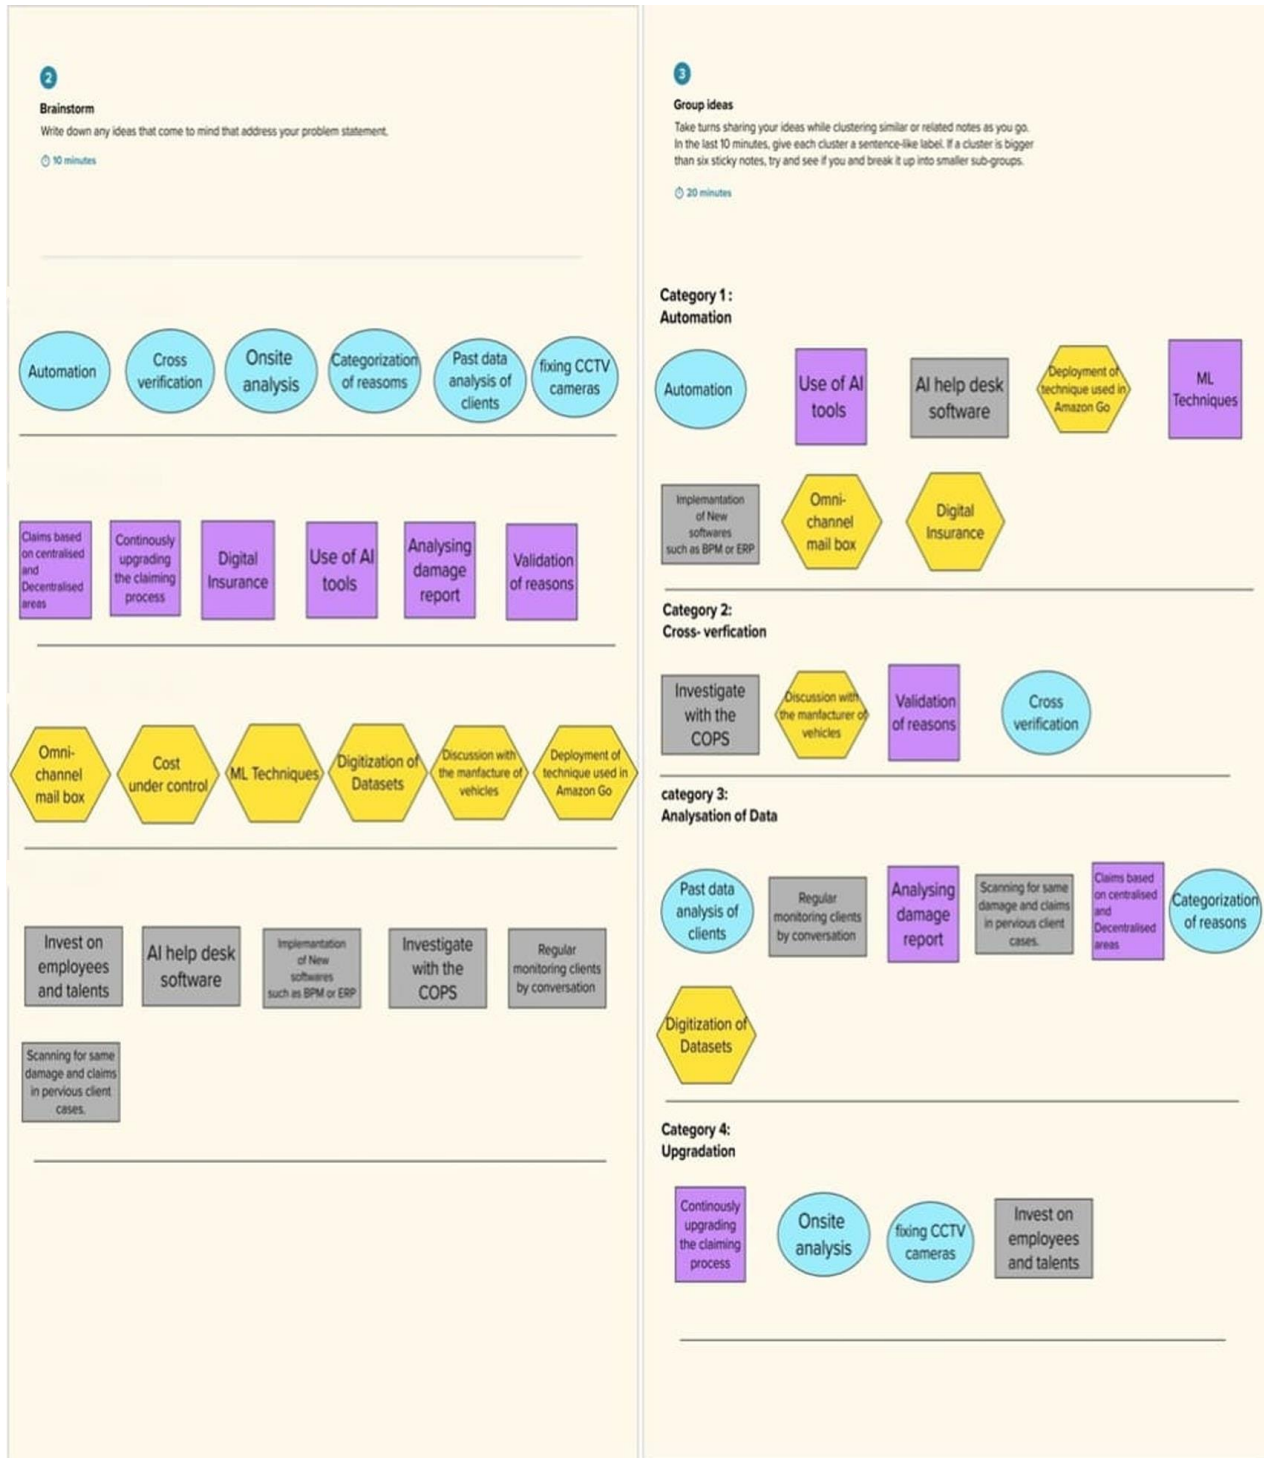 2
Brainstorm
Write down any ideas that come to mind that address your problem statement.
10 minutes
Automation
Cross
verification
Onsite
analysis
Categorization
of reasoms
Past data
analysis of
clients
fixing CCTV
cameras
Claims based
on centralised
and
Decentralised
areas
Continously
upgrading
the claiming
process
Digital
Insurance
Use of AI
tools
Analysing
damage
report
Validation
of reasons
Omni-
channel
mail box
Cost
under control
ML Techniques
Digitization of
Datasets
Discussion with
the manfacture of
vehicles
Deployment of
technique used in
Amazon Go
Invest on
employees
and talents
AI help desk
software
Implemantation
of New
softwares
such as BPM or ERP
Investigate
with the
COPS
Regular
monitoring clients
by conversation
Scanning for same
damage and claims
in pervious client
cases.
3
Group ideas
Take turns sharing your ideas while clustering similar or related notes as you go.
In the last 10 minutes, give each cluster a sentence-like label. If a cluster is bigger
than six sticky notes, try and see if you and break it up into smaller sub-groups.
20 minutes
Category 1:
Automation
Automation
Use of AI
tools
AI help desk
software
Deployment of
technique used in
Amazon Go
ML
Techniques
Implemantation
of New
softwares
such as BPM or ERP
Omni-
channel
mail box
Digital
Insurance
Category 2:
Cross- verfication
Investigate
with the
COPS
Discussion with
the manfacturer of
vehicles
Validation
of reasons
Cross
verification
category 3:
Analysation of Data
Past data
analysis of
clients
Regular
monitoring clients
by conversation
Analysing
damage
report
Scanning for same
damage and claims
in pervious client
cases.
Claims based
on centralised
and
Decentralised
areas
Categorization
of reasons
Digitization of
Datasets
Category 4:
Upgradation
Continously
upgrading
the claiming
process
Onsite
analysis
fixing CCTV
cameras
Invest on
employees
and talents